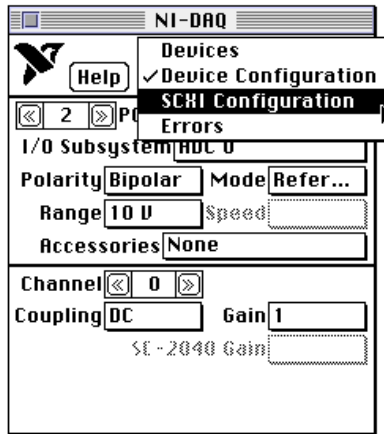 NI-DAQ
Devices
Help
✓Device Configuration
SCXI Configuration
2
Errors
I/O Subsystem ADC 0
Polarity Bipolar Mode Refer...
Range 10 V Speed
Accessories None
Channel 0
Coupling DC Gain 1
SC-2040 Gain